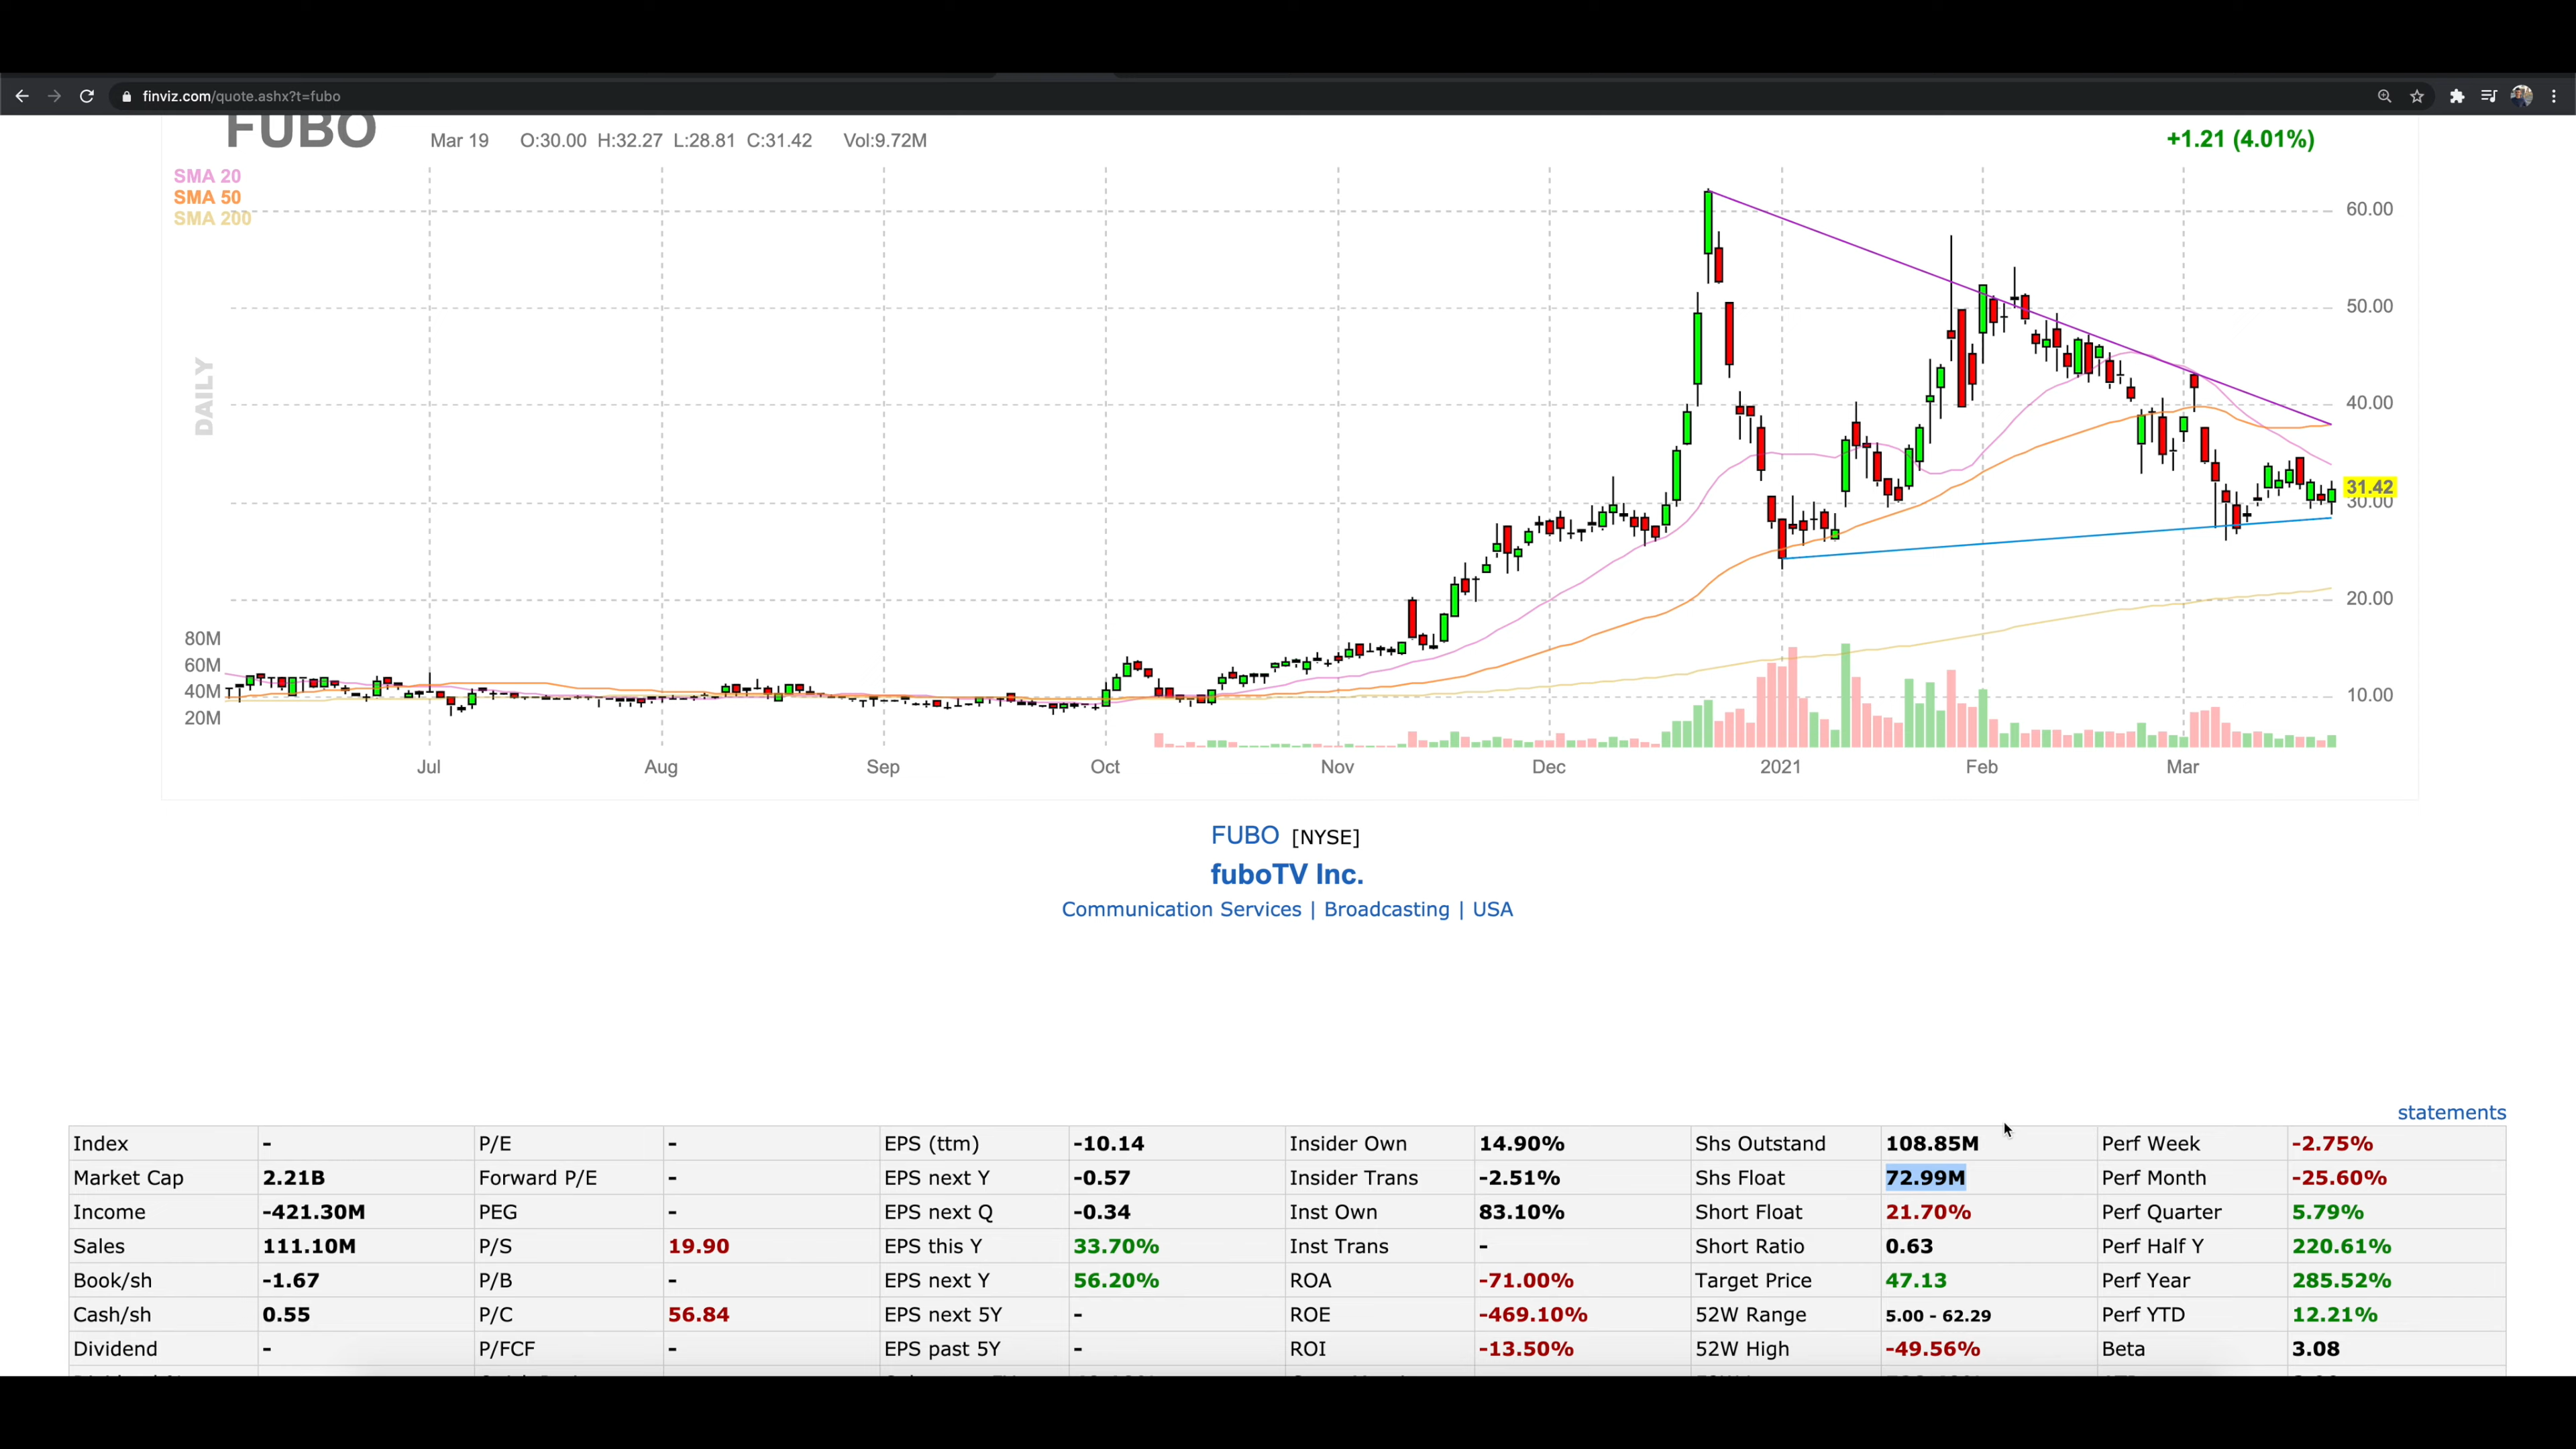 finviz.com/quote.ashx?t=fubo
FUBO Mar 19 O:30.00 H:32.27 L:28.81 C:31.42 Vol:9.72M +1.21 (4.01%)
SMA 20
SMA 50
SMA 200
60.00
50.00
DAILY
40.00
31.42
30.00
20.00
80M
60M
40M
10.00
20M
Jul Aug Sep Oct Nov Dec 2021 Feb Mar
FUBO [NYSE]
fuboTV Inc.
Communication Services | Broadcasting | USA
statements
Index - P/E - EPS (ttm) -10.14 Insider Own 14.90% Shs Outstand 108.85M Perf Week -2.75%
Market Cap 2.21B Forward P/E - EPS next Y -0.57 Insider Trans -2.51% Shs Float 72.99M Perf Month -25.60%
Income -421.30M PEG - EPS next Q -0.34 Inst Own 83.10% Short Float 21.70% Perf Quarter 5.79%
Sales 111.10M P/S 19.90 EPS this Y 33.70% Inst Trans - Short Ratio 0.63 Perf Half Y 220.61%
Book/sh -1.67 P/B - EPS next Y 56.20% ROA -71.00% Target Price 47.13 Perf Year 285.52%
Cash/sh 0.55 P/C 56.84 EPS next 5Y - ROE -469.10% 52W Range 5.00 - 62.29 Perf YTD 12.21%
Dividend - P/FCF - EPS past 5Y - ROI -13.50% 52W High -49.56% Beta 3.08